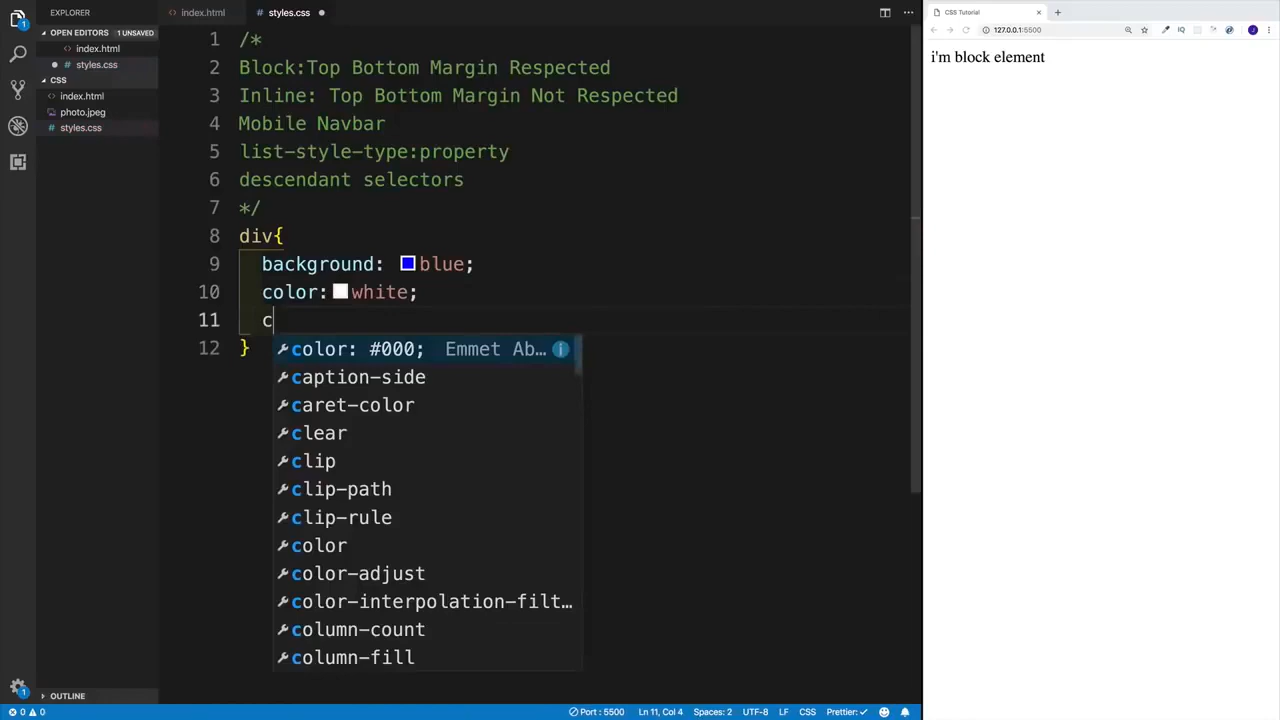 EXPLORER
OPEN EDITORS 1 UNSAVED
index.html
styles.css
CSS
index.html
photo.jpeg
styles.css
OUTLINE
1
1
index.html
styles.css
1 /*
2 Block:Top Bottom Margin Respected
3 Inline: Top Bottom Margin Not Respected
4 Mobile Navbar
5 list-style-type:property
6 descendant selectors
7 */
8 div{
9 background: blue;
10 color: white;
11 c
12 }
color: #000; Emmet Ab…
caption-side
caret-color
clear
clip
clip-path
clip-rule
color
color-adjust
color-interpolation-filt…
column-count
column-fill
0 0
Port : 5500 Ln 11, Col 4 Spaces: 2 UTF-8 LF CSS Prettier: ✓
CSS Tutorial
127.0.0.1:5500
IQ
J
i'm block element